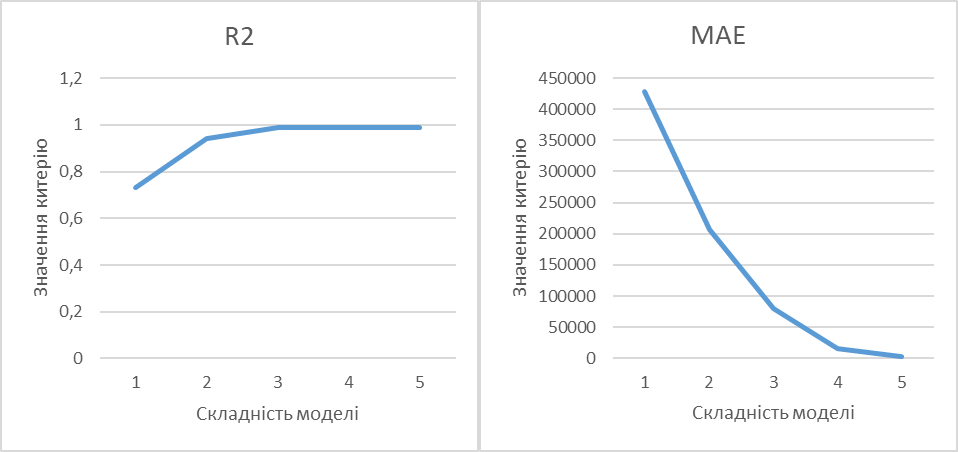 R2
1,2
1
0,8
0,6
0,4
0,2
0
Значення китерію
1 2 3 4 5
Складність моделі
MAE
450000
400000
350000
300000
250000
200000
150000
100000
50000
0
Значення китерію
1 2 3 4 5
Складність моделі